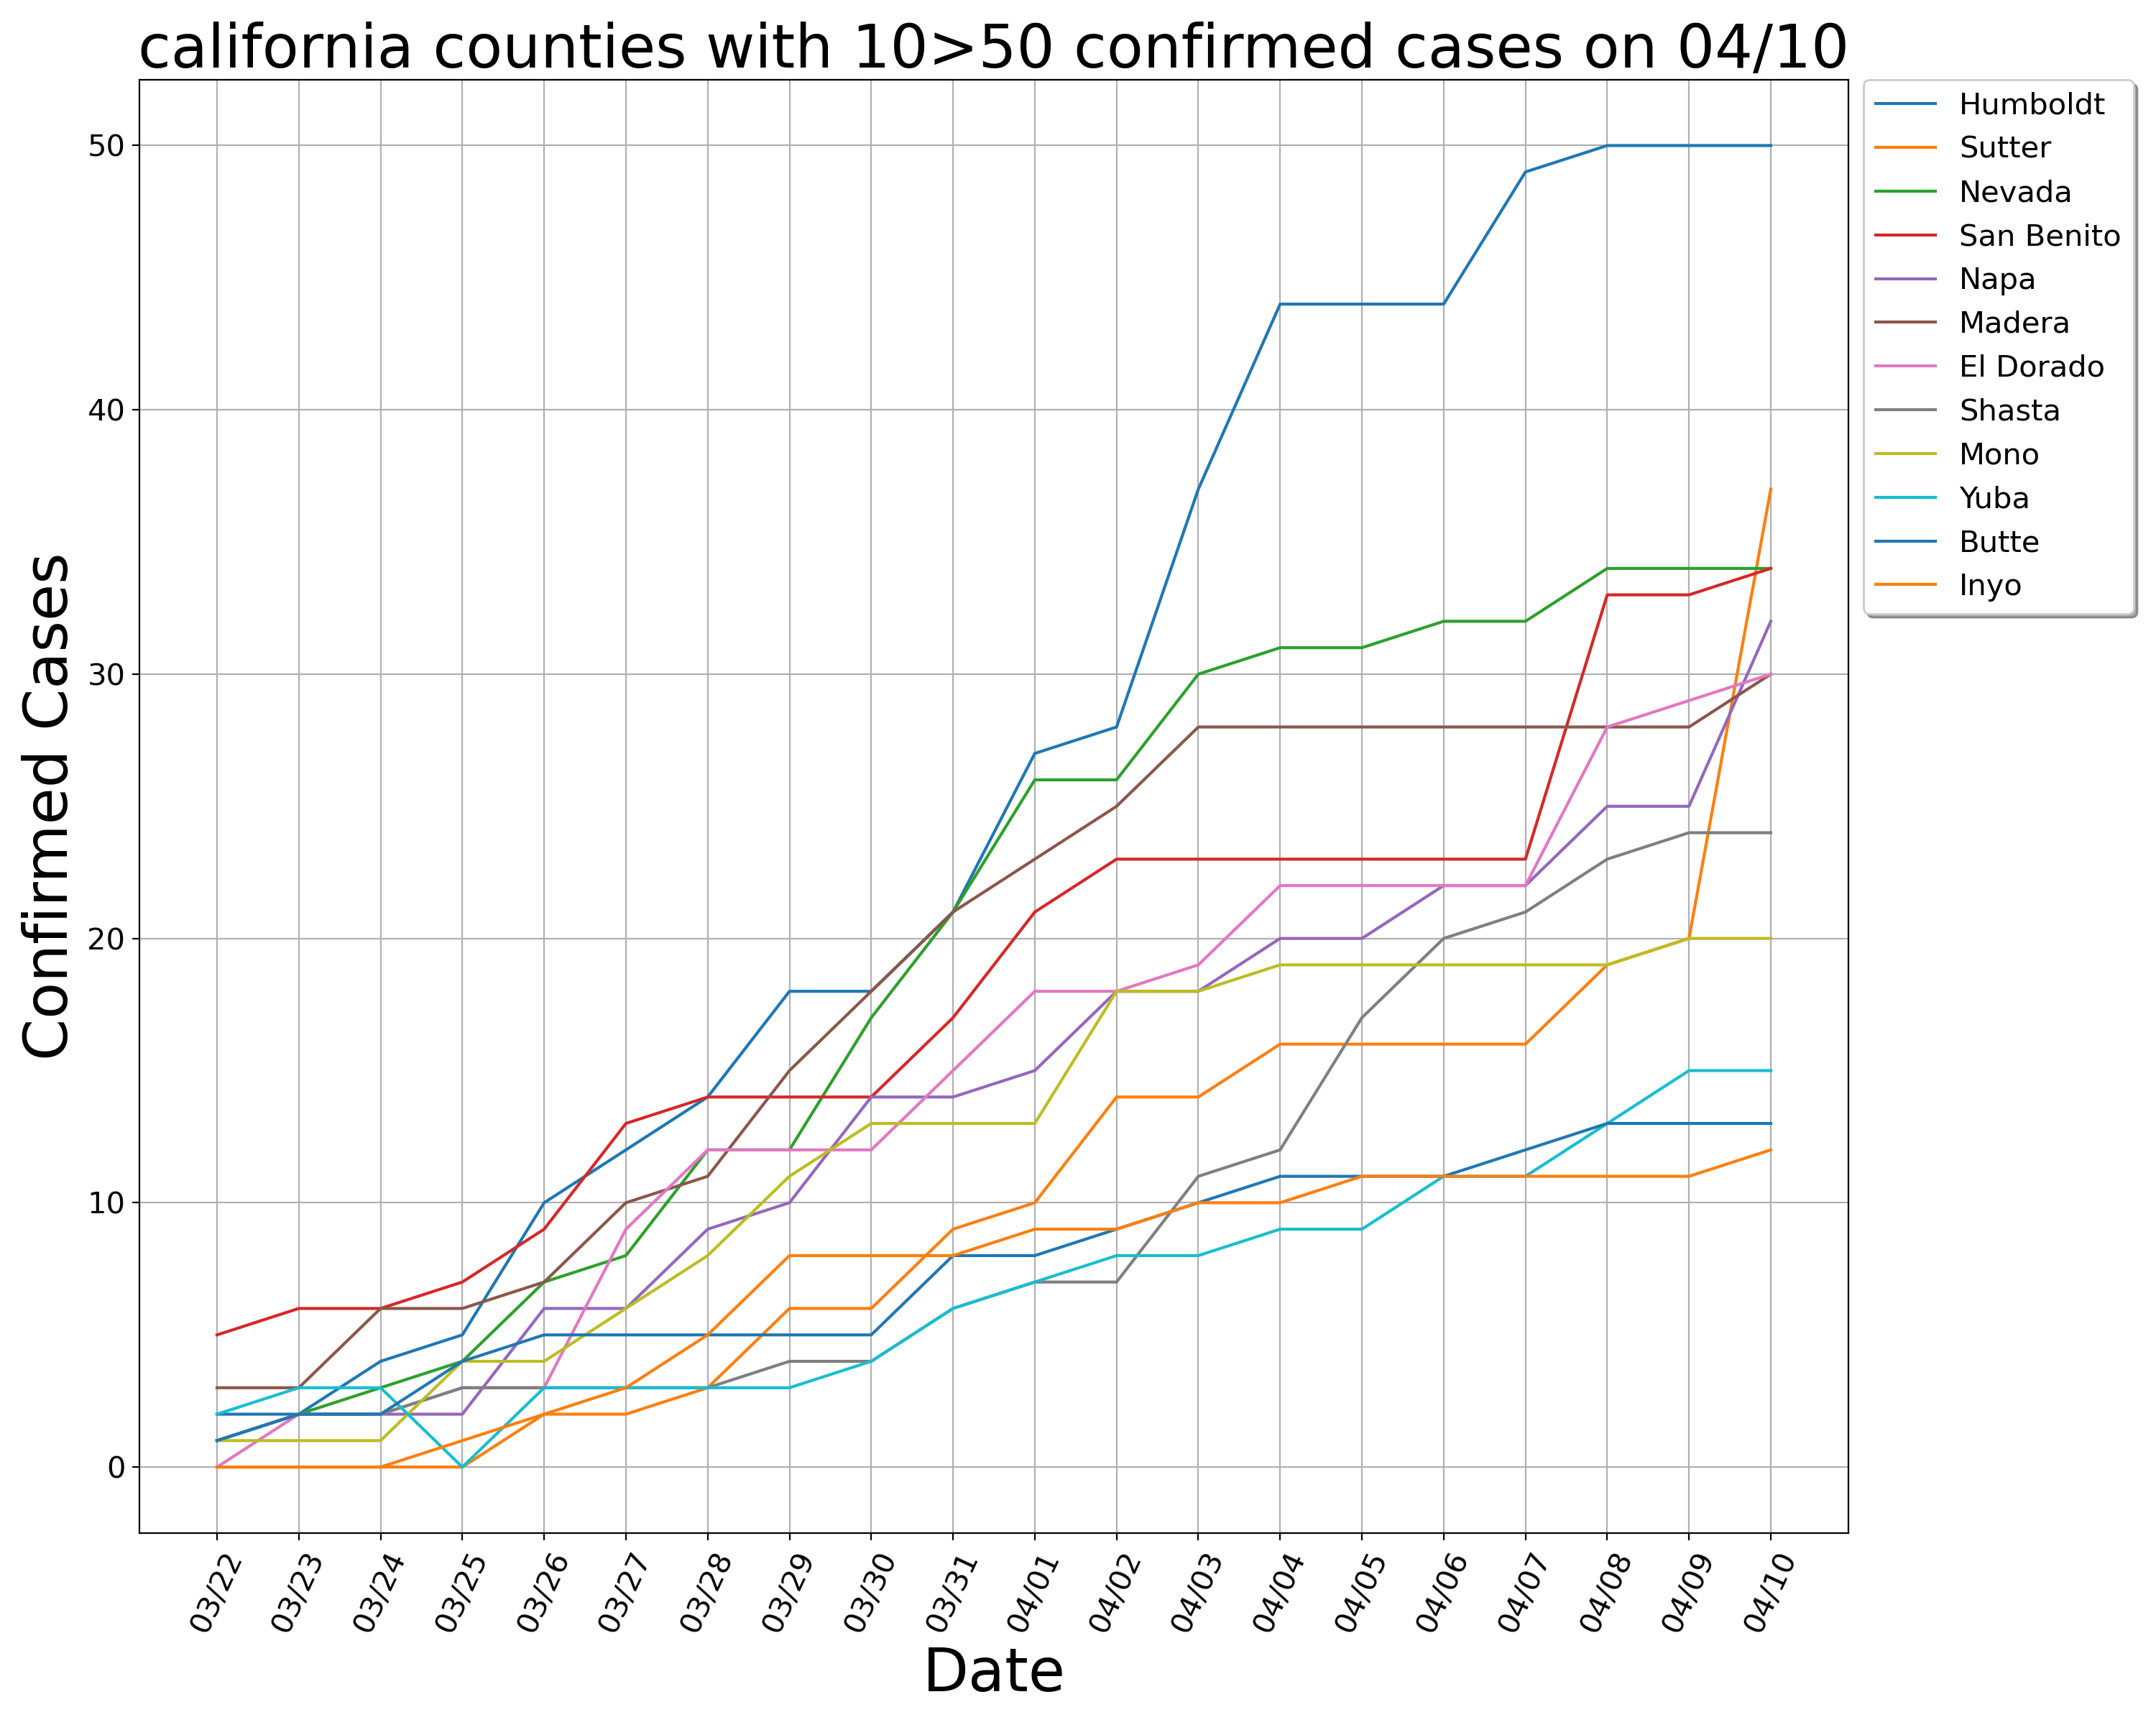 california counties with 10>50 confirmed cases on 04/10
Confirmed Cases
50
40
30
20
10
0
03/22
03/23
03/24
03/25
03/26
03/27
03/28
03/29
03/30
03/31
04/01
04/02
04/03
04/04
04/05
04/06
04/07
04/08
04/09
04/10
Date
Humboldt
Sutter
Nevada
San Benito
Napa
Madera
El Dorado
Shasta
Mono
Yuba
Butte
Inyo